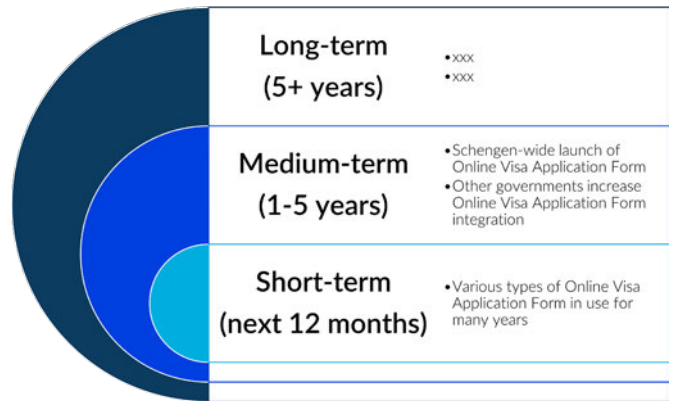 Long-term
(5+ years)
•xxx
•xxx
Medium-term
(1-5 years)
•Schengen-wide launch of
Online Visa Application Form
•Other governments increase
Online Visa Application Form
integration
Short-term
(next 12 months)
•Various types of Online Visa
Application Form in use for
many years